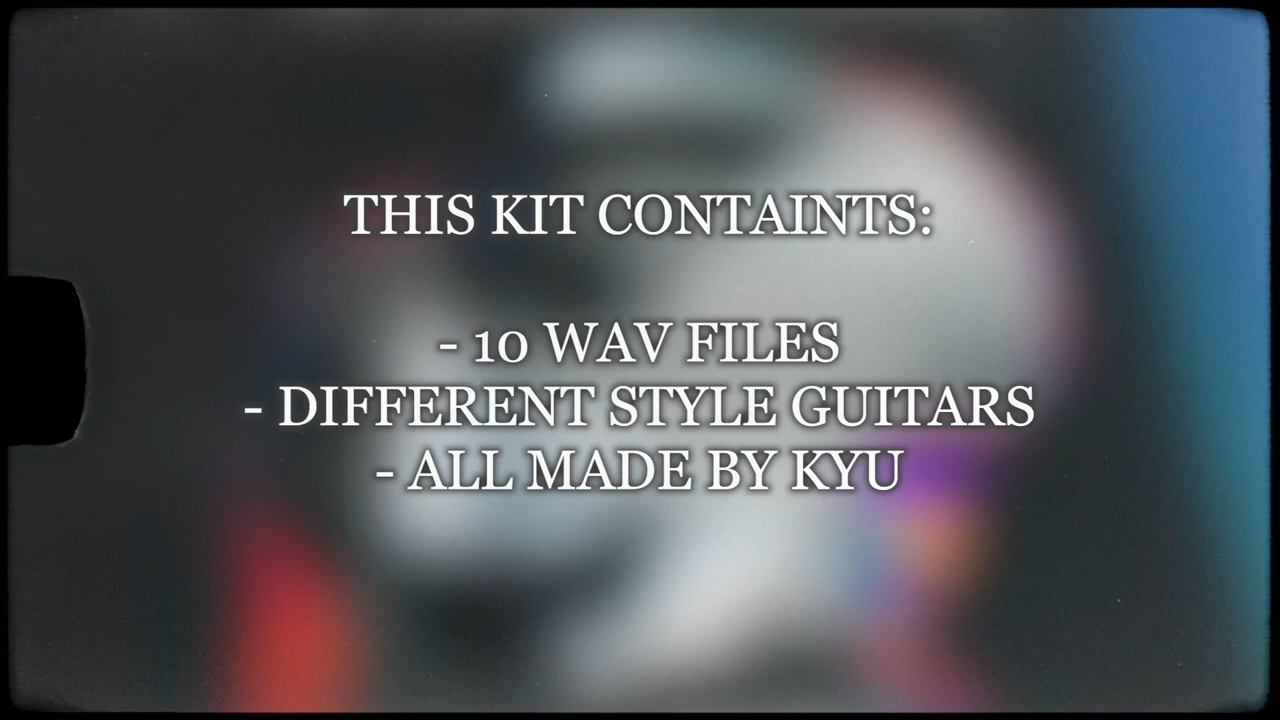 THIS KIT CONTAINTS:
- 10 WAV FILES
- DIFFERENT STYLE GUITARS
- ALL MADE BY KYU